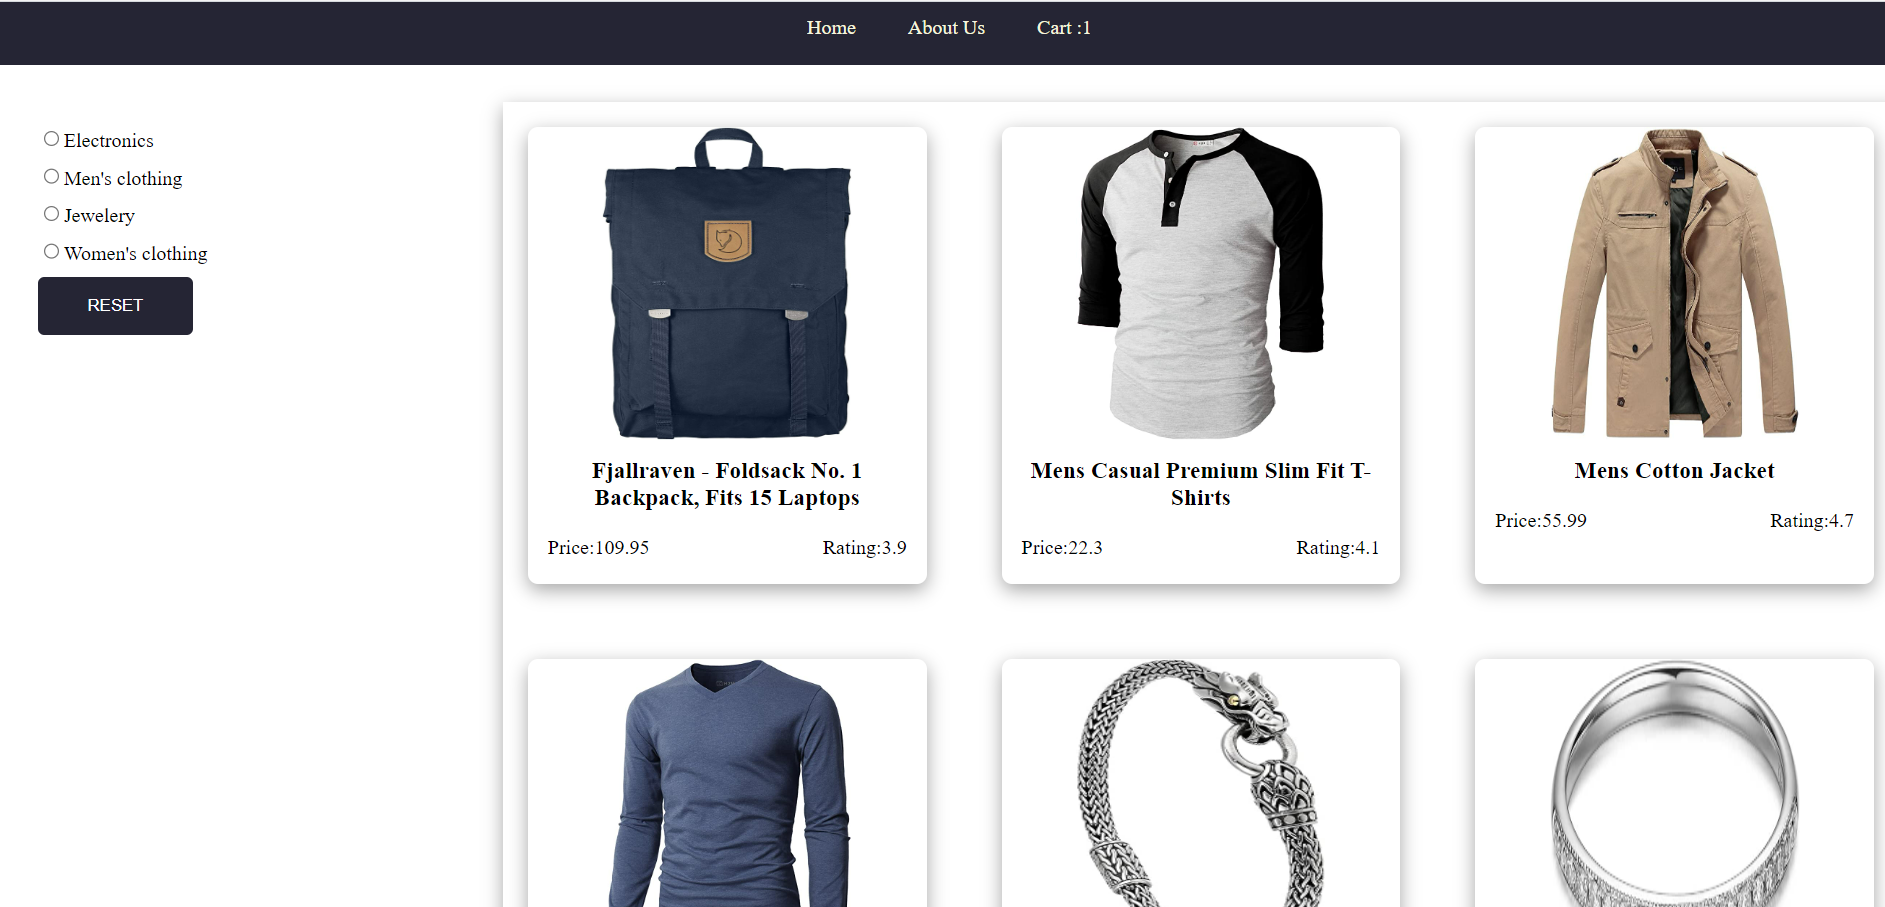 Home About Us Cart :1
Electronics
Men's clothing
Jewelery
Women's clothing
RESET
Fjallraven - Foldsack No. 1
Backpack, Fits 15 Laptops
Price:109.95 Rating:3.9
Mens Casual Premium Slim Fit T-
Shirts
Price:22.3 Rating:4.1
Mens Cotton Jacket
Price:55.99 Rating:4.7